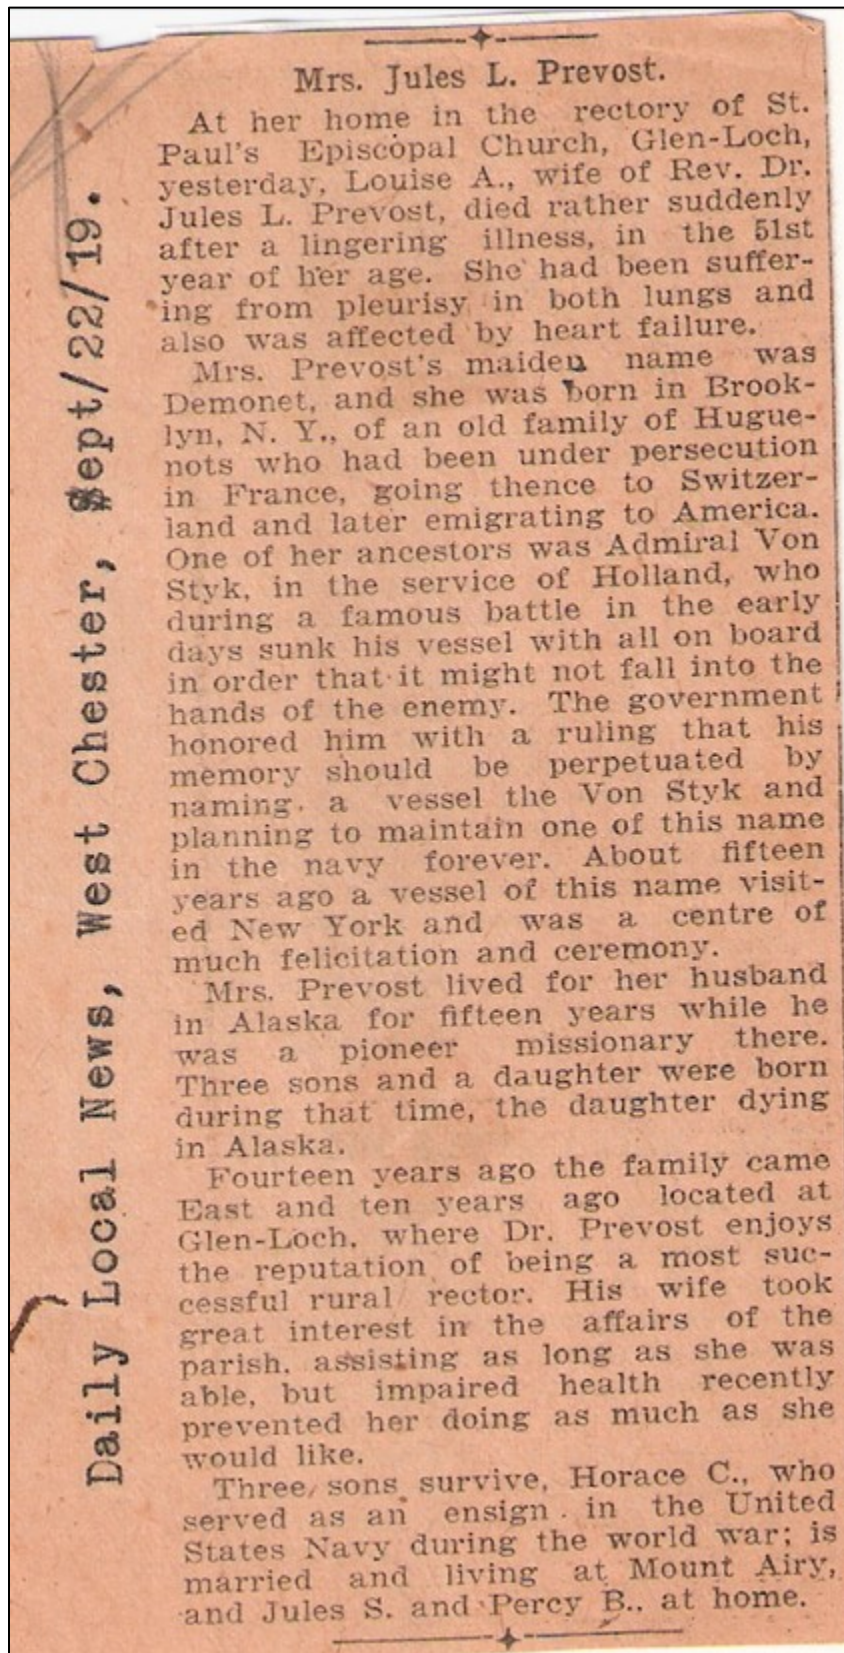 Daily Local News, West Chester, Sept/22/19.
Mrs. Jules L. Prevost.
At her home in the rectory of St.
Paul's Episcopal Church, Glen-Loch,
yesterday, Louise A., wife of Rev. Dr.
Jules L. Prevost, died rather suddenly
after a lingering illness, in the 51st
year of her age. She had been suffer-
ing from pleurisy in both lungs and
also was affected by heart failure.
Mrs. Prevost's maiden name was
Demonet, and she was born in Brook-
lyn, N. Y., of an old family of Hugue-
nots who had been under persecution
in France, going thence to Switzer-
land and later emigrating to America.
One of her ancestors was Admiral Von
Styk, in the service of Holland, who
during a famous battle in the early
days sunk his vessel with all on board
in order that it might not fall into the
hands of the enemy. The government
honored him with a ruling that his
memory should be perpetuated by
naming a vessel the Von Styk and
planning to maintain one of this name
in the navy forever. About fifteen
years ago a vessel of this name visit-
ed New York and was a centre of
much felicitation and ceremony.
Mrs. Prevost lived for her husband
in Alaska for fifteen years while he
was a pioneer missionary there.
Three sons and a daughter were born
during that time, the daughter dying
in Alaska.
Fourteen years ago the family came
East and ten years ago located at
Glen-Loch, where Dr. Prevost enjoys
the reputation of being a most suc-
cessful rural rector. His wife took
great interest in the affairs of the
parish, assisting as long as she was
able, but impaired health recently
prevented her doing as much as she
would like.
Three sons survive, Horace C., who
served as an ensign in the United
States Navy during the world war; is
married and living at Mount Airy,
and Jules S. and Percy B., at home.